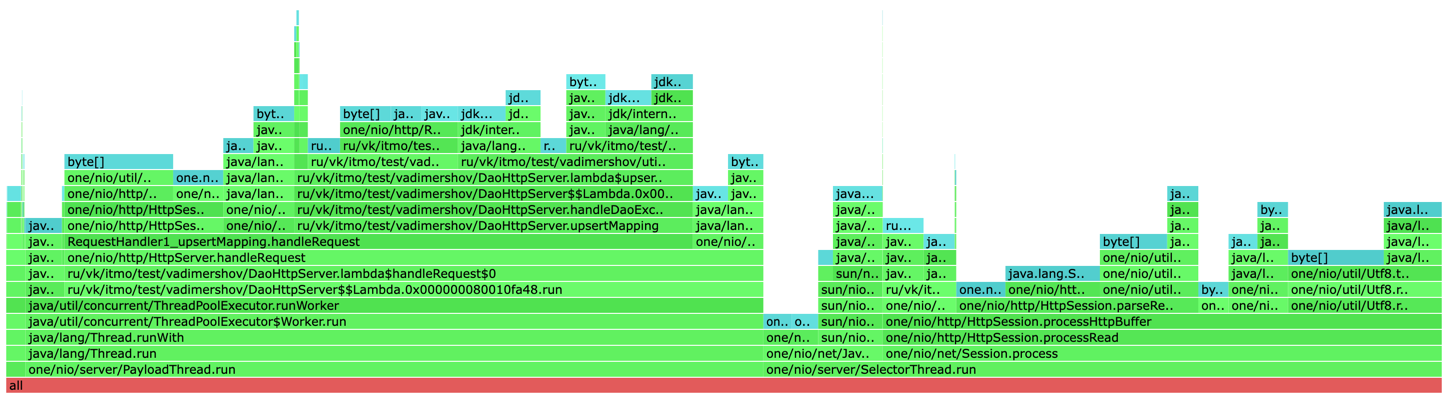 byt.. jdk..
jd.. jav.. jdk... jdk..
byt.. byte[] ja.. jav.. jdk... jd.. jav.. jdk/intern..
jav.. one/nio/http/R.. jdk/inter.. jav.. java/lang/..
ja.. jav.. ru.. ru/vk/itmo/tes.. java/lang.. r.. ru/vk/itmo/test/..
byte[] java/lan.. ru/vk/itmo/test/vad.. ru/vk/itmo/test/vadimershov/uti.. byt..
one/nio/util/.. one.n.. java/lan.. ru/vk/itmo/test/vadimershov/DaoHttpServer.lambda$upser.. jav..
one/nio/http/.. one/n.. java/lan.. ru/vk/itmo/test/vadimershov/DaoHttpServer$$Lambda.0x00.. jav.. jav.. java... ja..
one/nio/http/HttpSes.. one/nio/.. ru/vk/itmo/test/vadimershov/DaoHttpServer.handleDaoExc.. java/lan.. java/.. ja.. by.. java.l..
jav.. one/nio/http/HttpSes.. one/nio/.. ru/vk/itmo/test/vadimershov/DaoHttpServer.upsertMapping java/lan.. java/.. ru... ja.. ja.. java/l..
jav.. RequestHandler1_upsertMapping.handleRequest one/nio/.. java/.. jav.. ja.. byte[] ja.. ja.. ja.. java/l..
jav.. one/nio/http/HttpServer.handleRequest java/.. jav.. ja.. one/nio/util.. ja.. java/l.. byte[] java/l..
jav.. ru/vk/itmo/test/vadimershov/DaoHttpServer.lambda$handleRequest$0 sun/n.. jav.. ja.. java.lang.S.. one/nio/util.. java/l.. one/nio/util/Utf8.t..
jav.. ru/vk/itmo/test/vadimershov/DaoHttpServer$$Lambda.0x000000080010fa48.run sun/nio.. ru/vk/it.. one.n.. one/nio/htt.. one/nio/util.. by.. java/l.. one/nio/util/Utf8.r..
java/util/concurrent/ThreadPoolExecutor.runWorker sun/nio.. one/nio/.. one/nio/http/HttpSession.parseRe.. on.. one/ni.. one/nio/util/Utf8.r..
java/util/concurrent/ThreadPoolExecutor$Worker.run on.. o.. sun/nio.. one/nio/http/HttpSession.processHttpBuffer
java/lang/Thread.runWith one/n.. sun/nio.. one/nio/http/HttpSession.processRead
java/lang/Thread.run one/nio/net/Jav.. one/nio/net/Session.process
one/nio/server/PayloadThread.run one/nio/server/SelectorThread.run
all